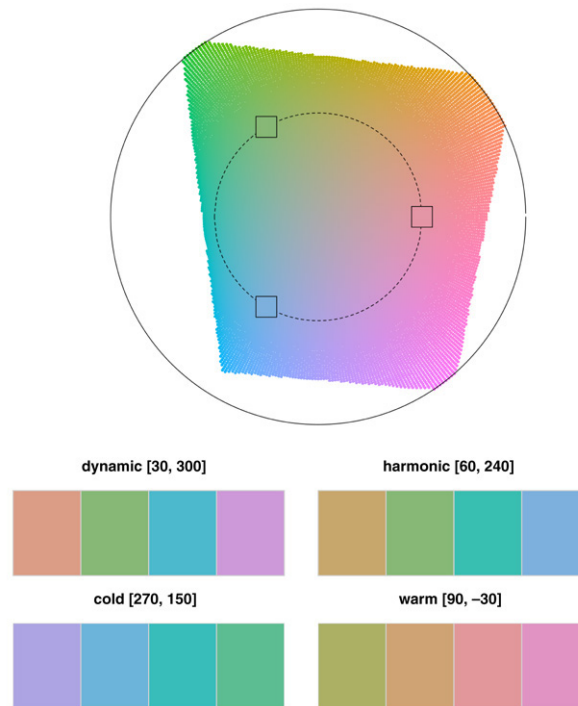 dynamic [30, 300]
harmonic [60, 240]
cold [270, 150]
warm [90, –30]